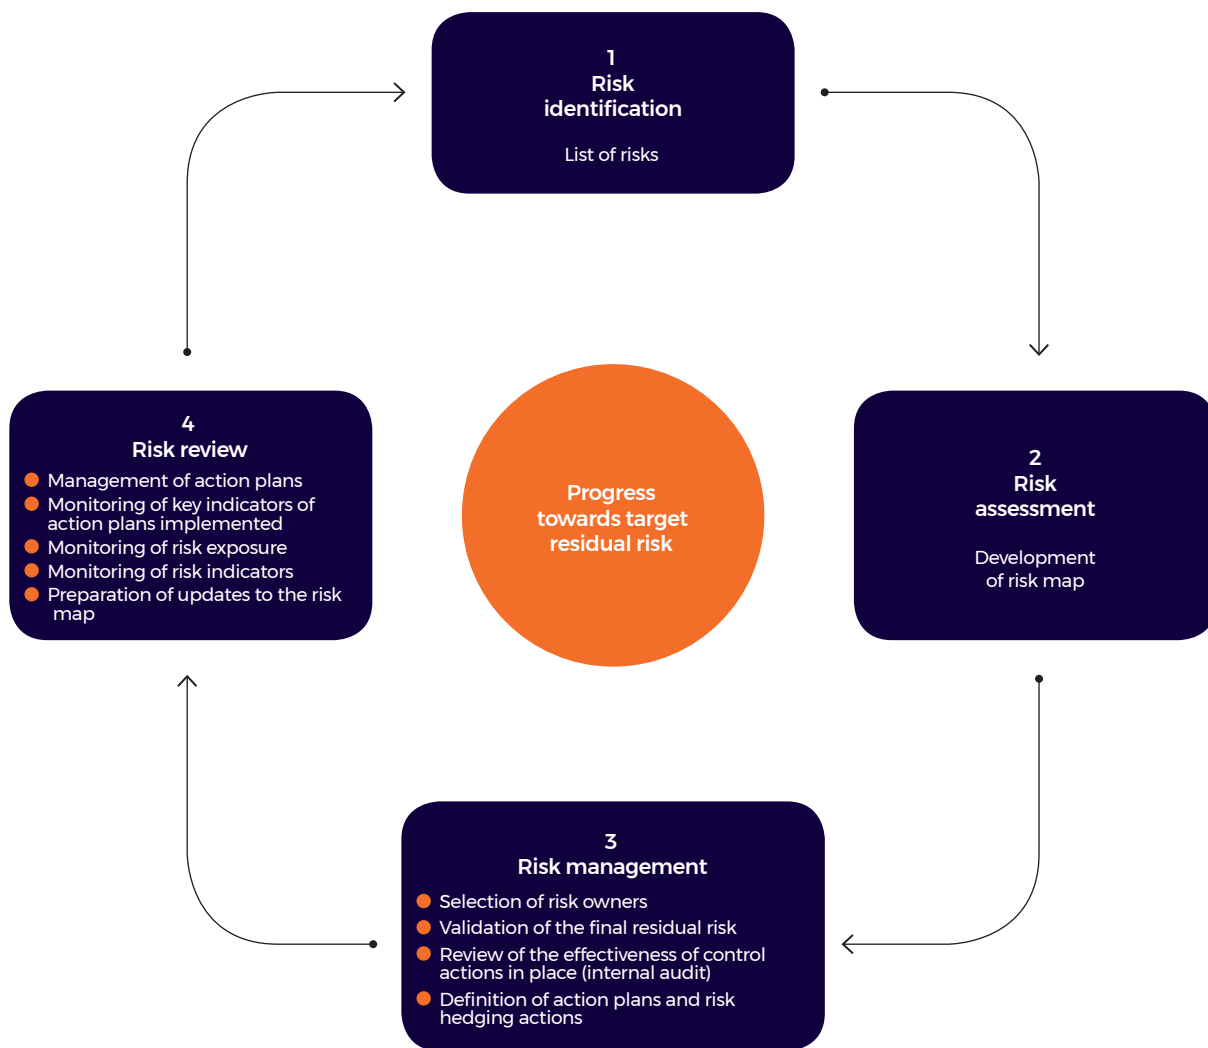 1
Risk
identification
List of risks
2
Risk
assessment
Development
of risk map
3
Risk management
Selection of risk owners
Validation of the final residual risk
Review of the effectiveness of control
actions in place (internal audit)
Definition of action plans and risk
hedging actions
4
Risk review
Management of action plans
Monitoring of key indicators of
action plans implemented
Monitoring of risk exposure
Monitoring of risk indicators
Preparation of updates to the risk
map
Progress
towards target
residual risk